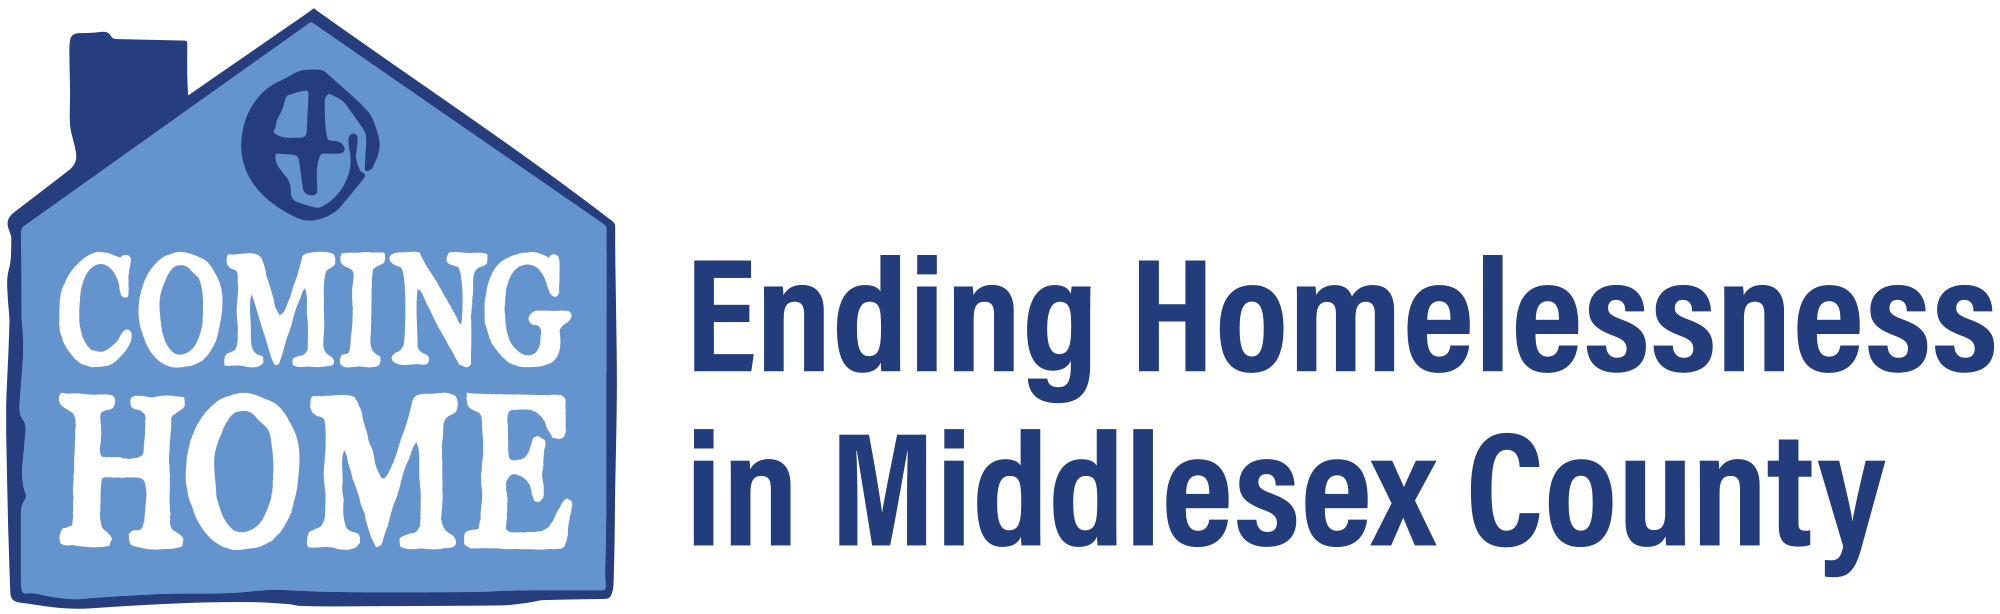 COMING
HOME
Ending Homelessness
in Middlesex County